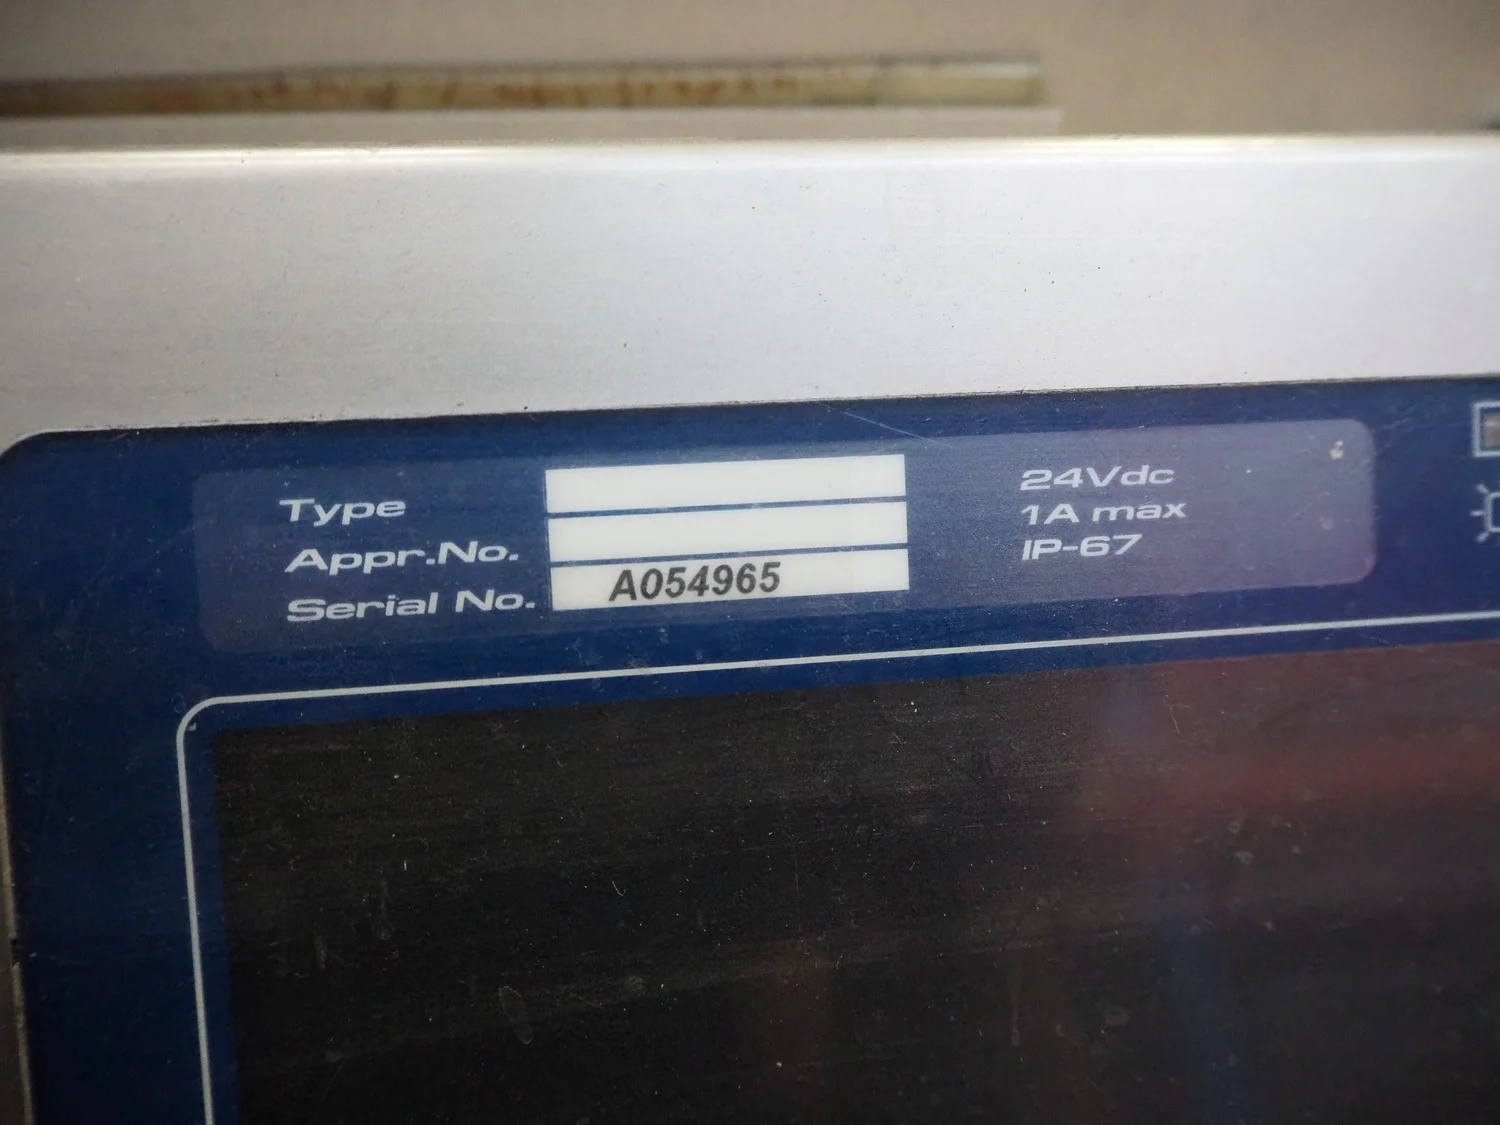 Type
Appr.No.
Serial No. A054965
24Vdc
1A max
IP-67